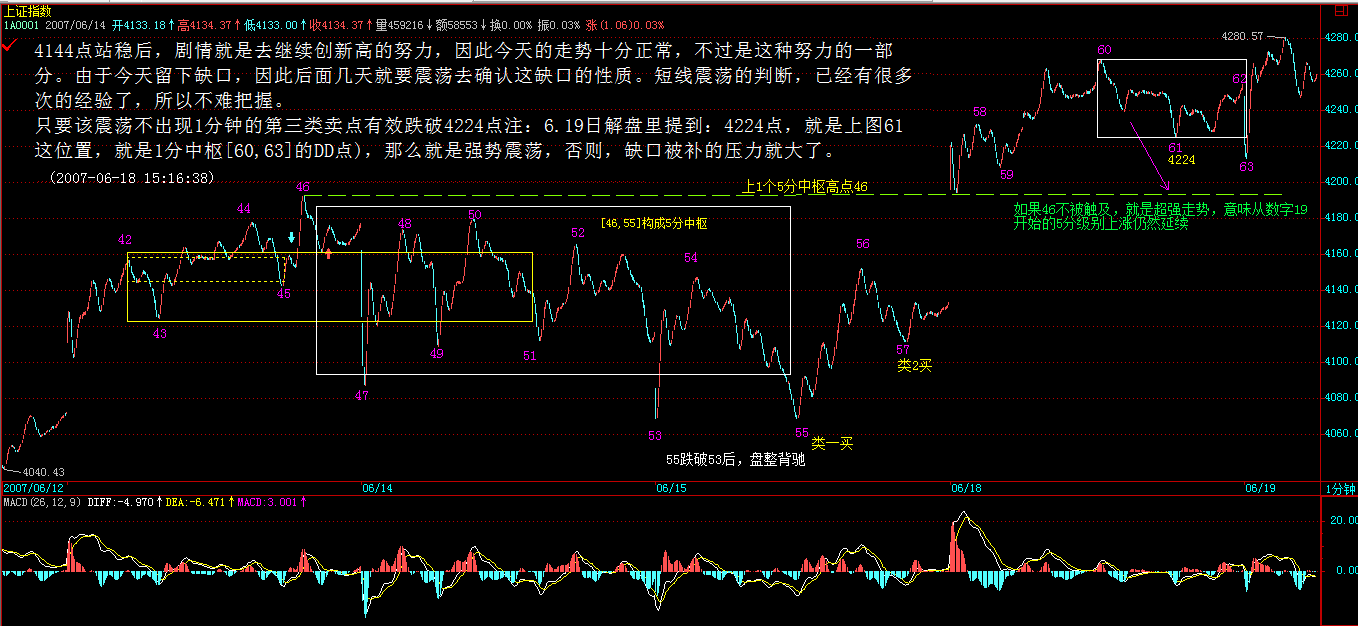 上证指数
1A0001 2007/06/14 开4133.18↑高4134.37↑低4133.00↑收4134.37↑量459216↓额58553↓换0.00% 振0.03% 涨(1.06)0.03%
4144点站稳后，剧情就是去继续创新高的努力，因此今天的走势十分正常，不过是这种努力的一部
分。由于今天留下缺口，因此后面几天就要震荡去确认这缺口的性质。短线震荡的判断，已经有很多
次的经验了，所以不难把握。
只要该震荡不出现1分钟的第三类卖点有效跌破4224点注：6.19日解盘里提到：4224点，就是上图61
这位置，就是1分中枢[60,63]的DD点)，那么就是强势震荡，否则，缺口被补的压力就大了。
(2007-06-18 15:16:38)
4280.57
4280.
4260.
4240.
4220.
4200.
4180.
4160.
4140.
4120.
4100.
4080.
4060.
60
62
58
61
4224
59
63
46
上1个5分中枢高点46
如果46不被触及，就是超强走势，意味从数字19
开始的5分级别上涨仍然延续
44
42
48
50
[46,55]构成5分中枢
52
54
56
45
43
49
51
57
类2买
47
53
55
类一买
55跌破53后，盘整背驰
4040.43
2007/06/12
06/14
06/15
06/18
06/19
1分钟
MACD(26,12,9) DIFF:-4.970↑DEA:-6.471↑MACD:3.001↑
20.00
0.00